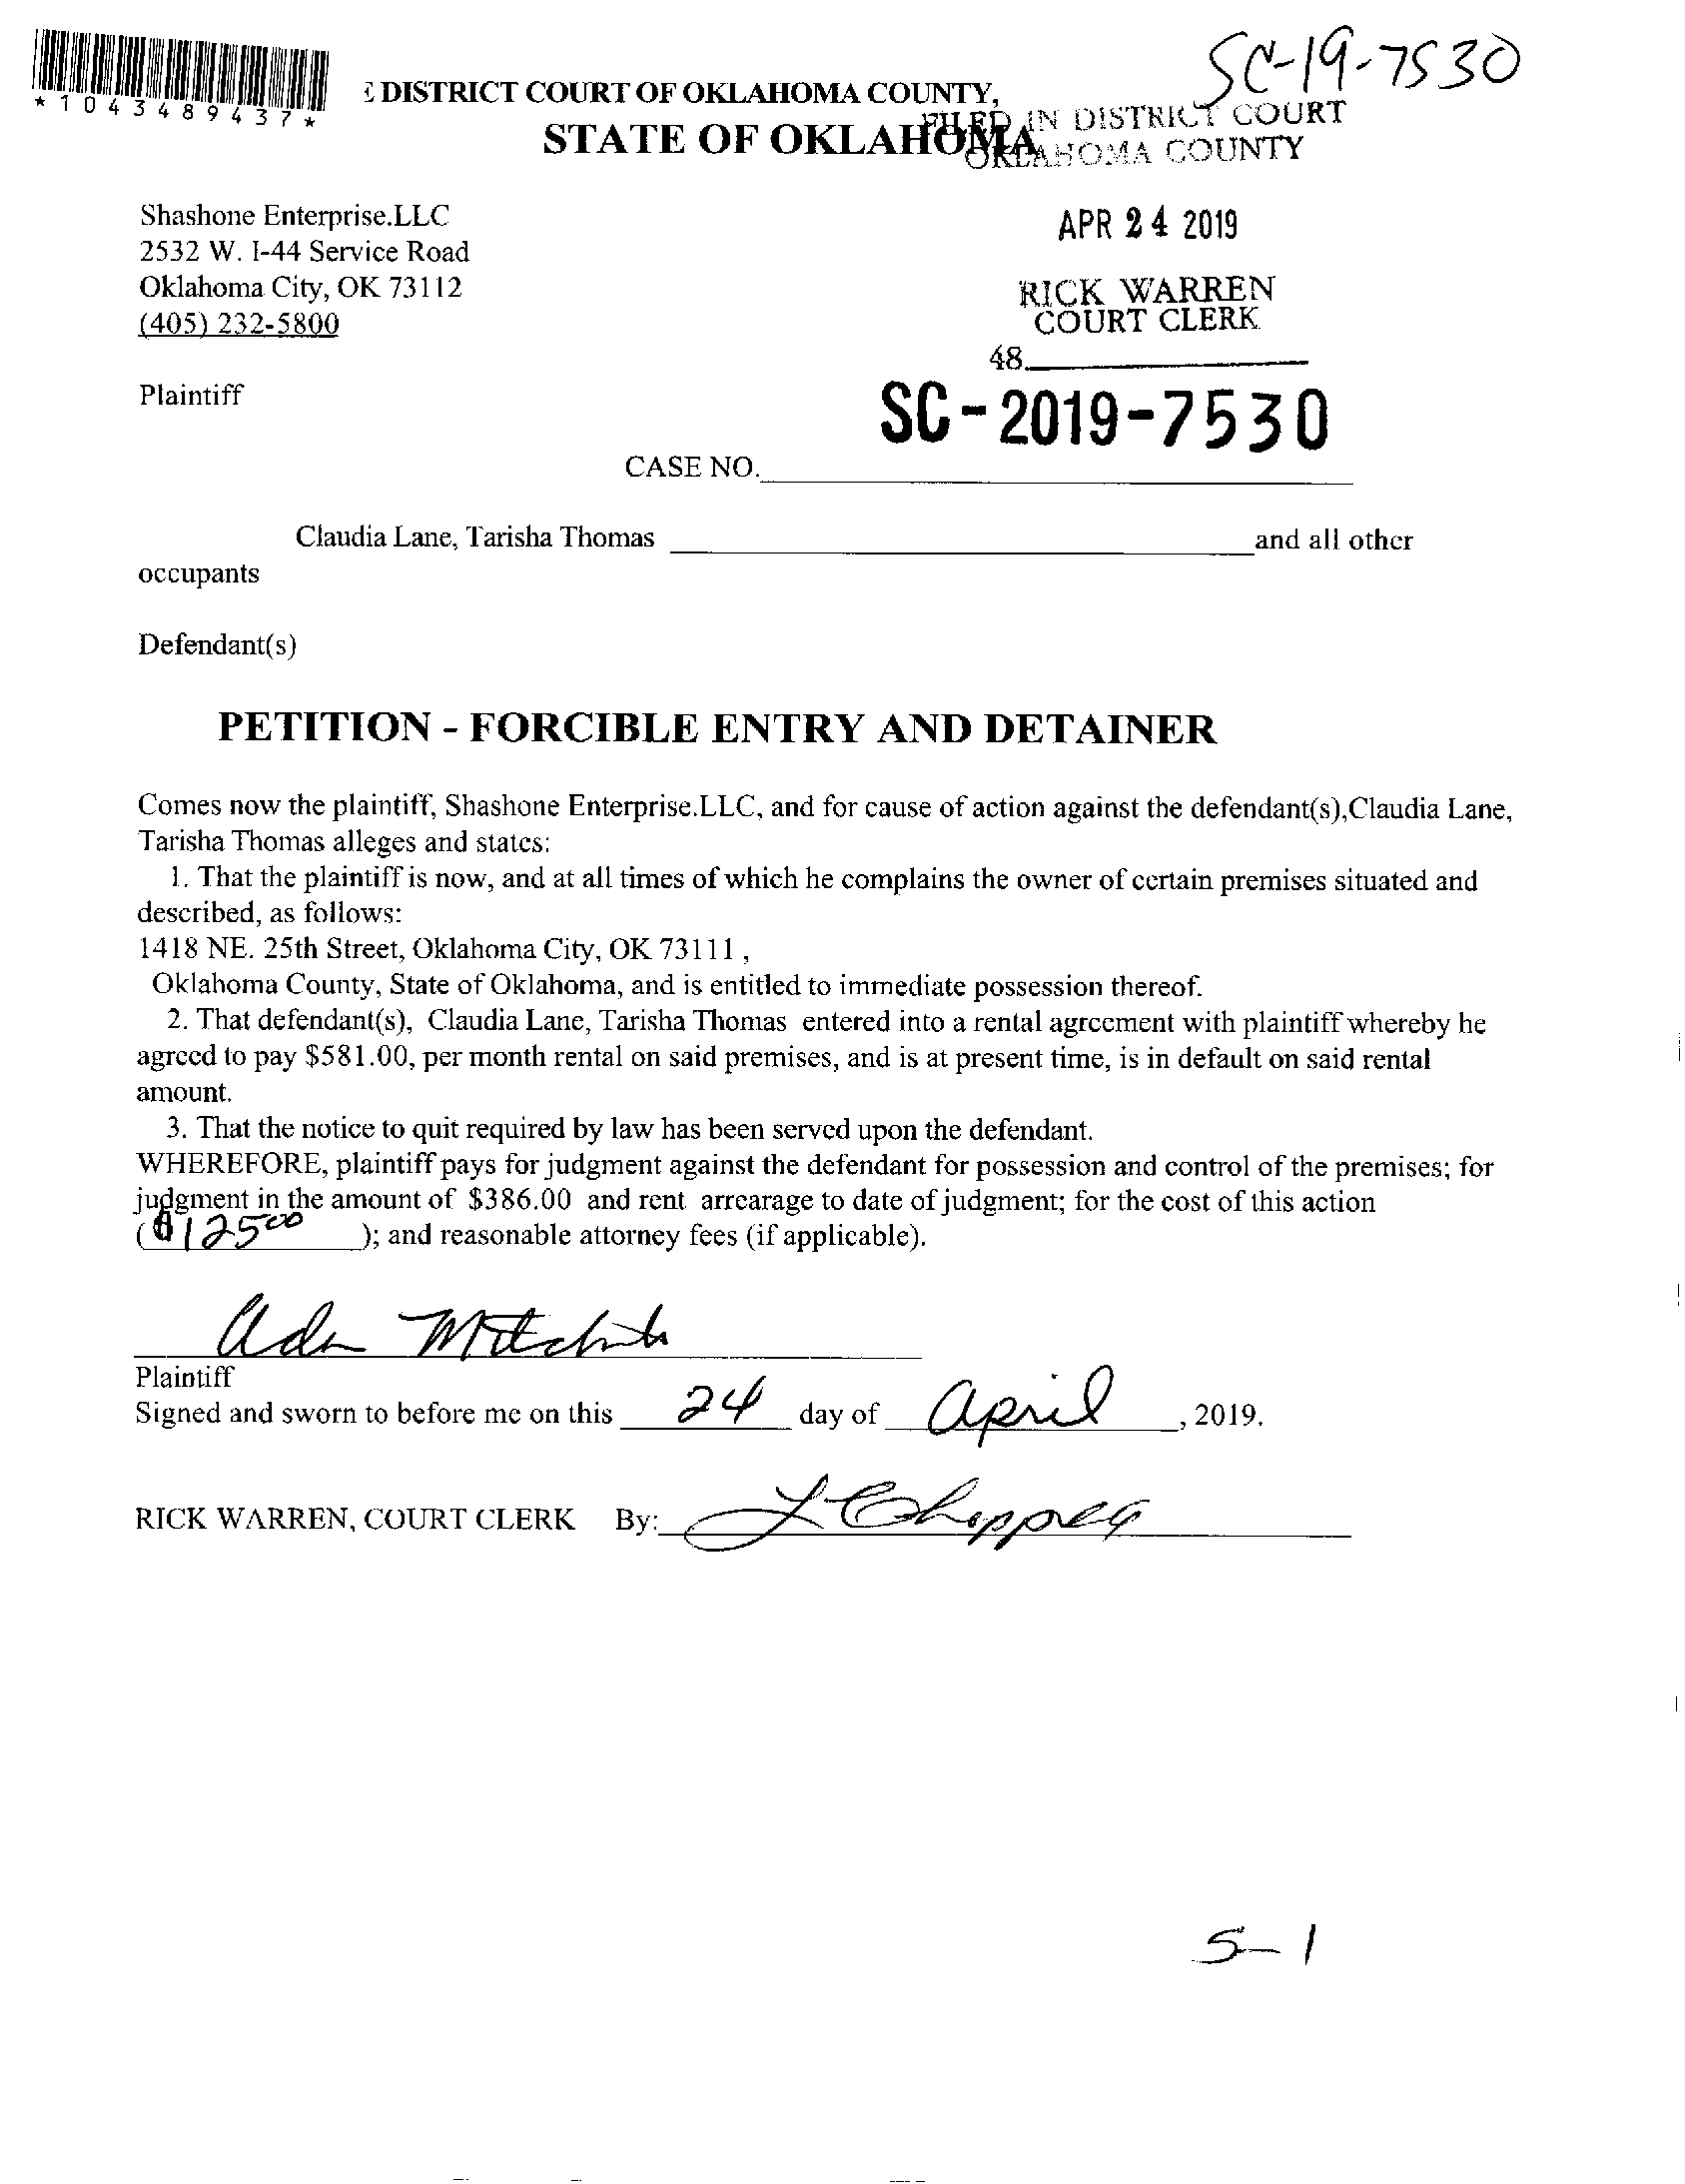 SC-19-7530
*1043489437*
E DISTRICT COURT OF OKLAHOMA COUNTY,
STATE OF OKLAHOMA
FILED IN DISTRICT COURT
OKLAHOMA COUNTY
Shashone Enterprise.LLC
2532 W. I-44 Service Road
Oklahoma City, OK 73112
(405) 232-5800
APR 24 2019
RICK WARREN
COURT CLERK
48
Plaintiff
SC-2019-7530
CASE NO.
Claudia Lane, Tarisha Thomas and all other
occupants
Defendant(s)
PETITION - FORCIBLE ENTRY AND DETAINER
Comes now the plaintiff, Shashone Enterprise.LLC, and for cause of action against the defendant(s),Claudia Lane,
Tarisha Thomas alleges and states:
1. That the plaintiff is now, and at all times of which he complains the owner of certain premises situated and
described, as follows:
1418 NE. 25th Street, Oklahoma City, OK 73111 ,
Oklahoma County, State of Oklahoma, and is entitled to immediate possession thereof.
2. That defendant(s), Claudia Lane, Tarisha Thomas entered into a rental agreement with plaintiff whereby he
agreed to pay $581.00, per month rental on said premises, and is at present time, is in default on said rental
amount.
3. That the notice to quit required by law has been served upon the defendant.
WHEREFORE, plaintiff pays for judgment against the defendant for possession and control of the premises; for
judgment in the amount of $386.00 and rent arrearage to date of judgment; for the cost of this action
($12500); and reasonable attorney fees (if applicable).
Plaintiff
Signed and sworn to before me on this 24 day of April, 2019.
RICK WARREN, COURT CLERK By:
5-1